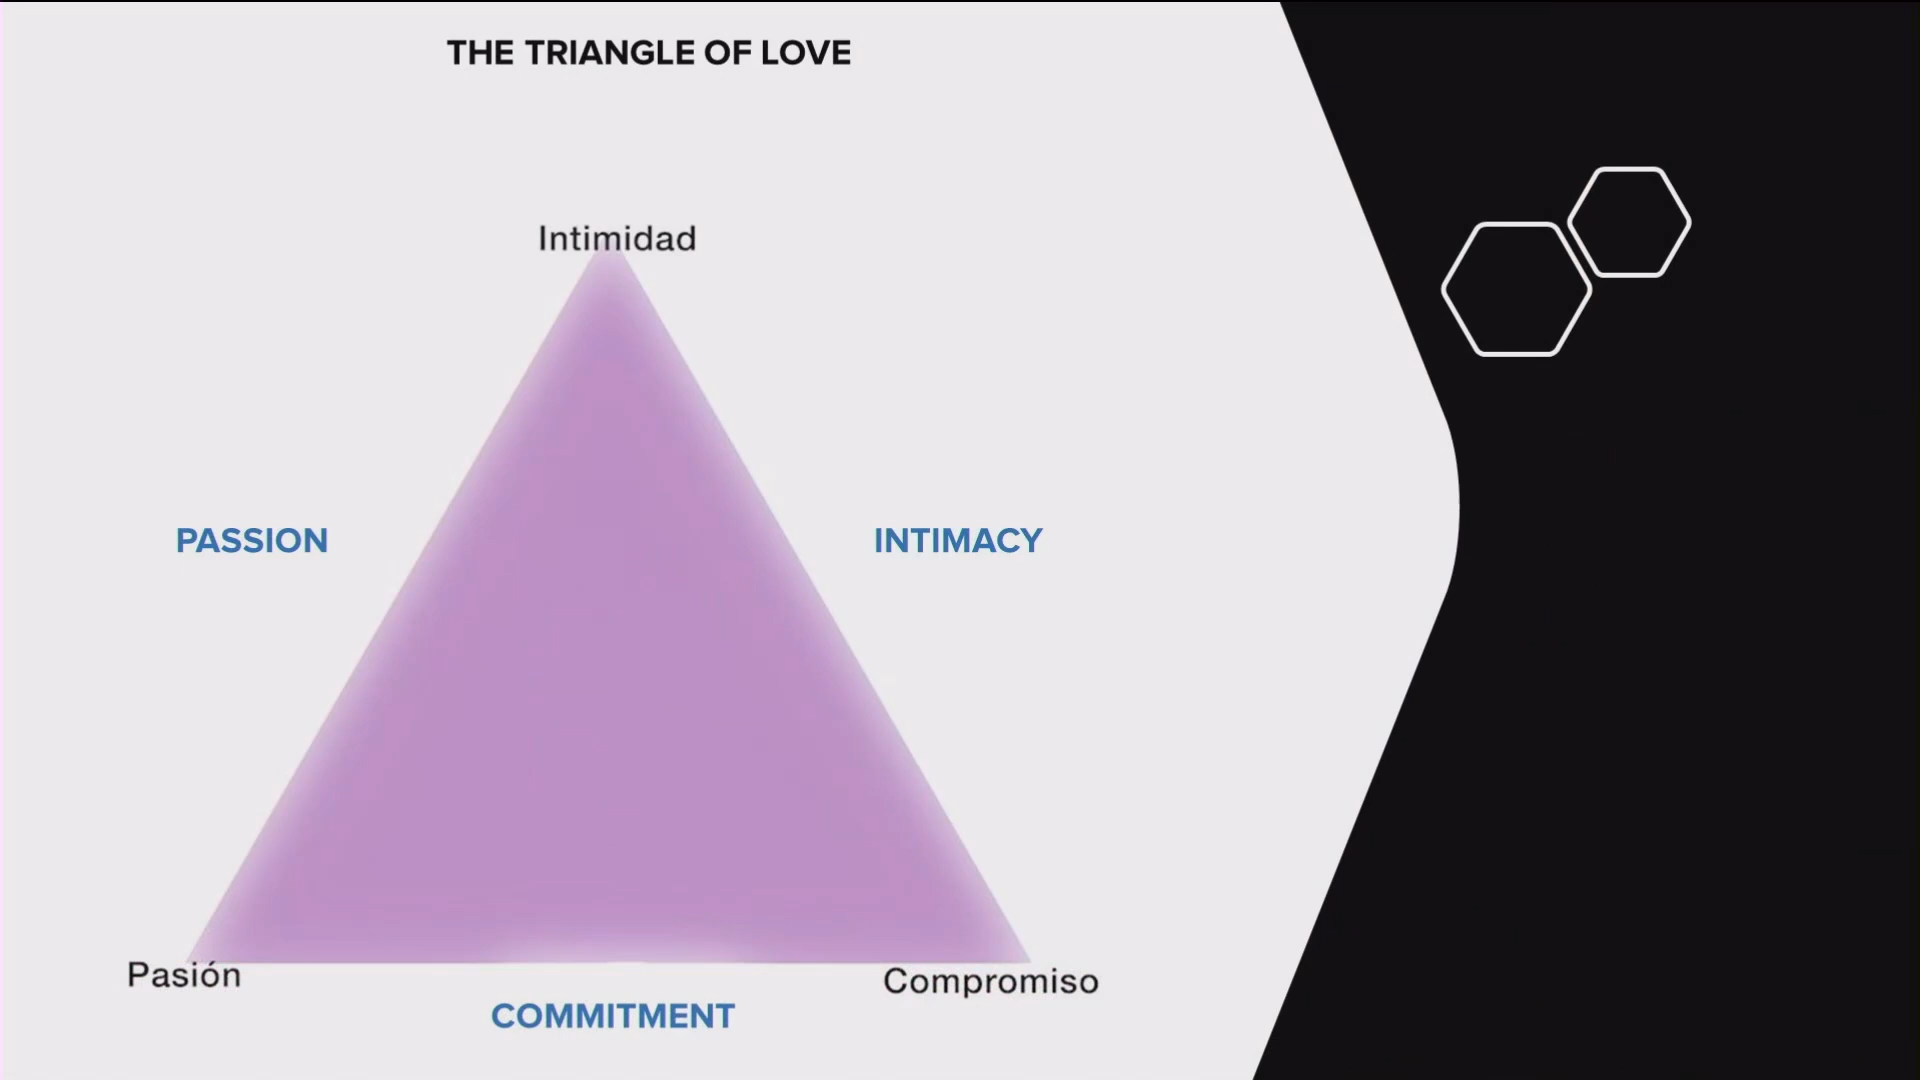 THE TRIANGLE OF LOVE
Intimidad
PASSION
INTIMACY
Pasión
Compromiso
COMMITMENT